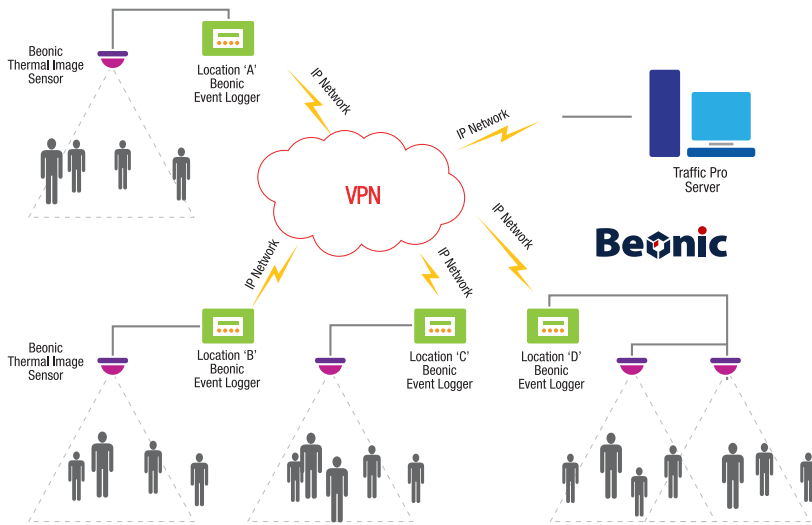 Beonic
Thermal Image
Sensor
Location 'A'
Beonic
Event Logger
IP Network
IP Network
Traffic Pro
Server
VPN
Beonic
IP Network
IP Network
IP Network
Beonic
Thermal Image
Sensor
Location 'B'
Beonic
Event Logger
Location 'C'
Beonic
Event Logger
Location 'D'
Beonic
Event Logger